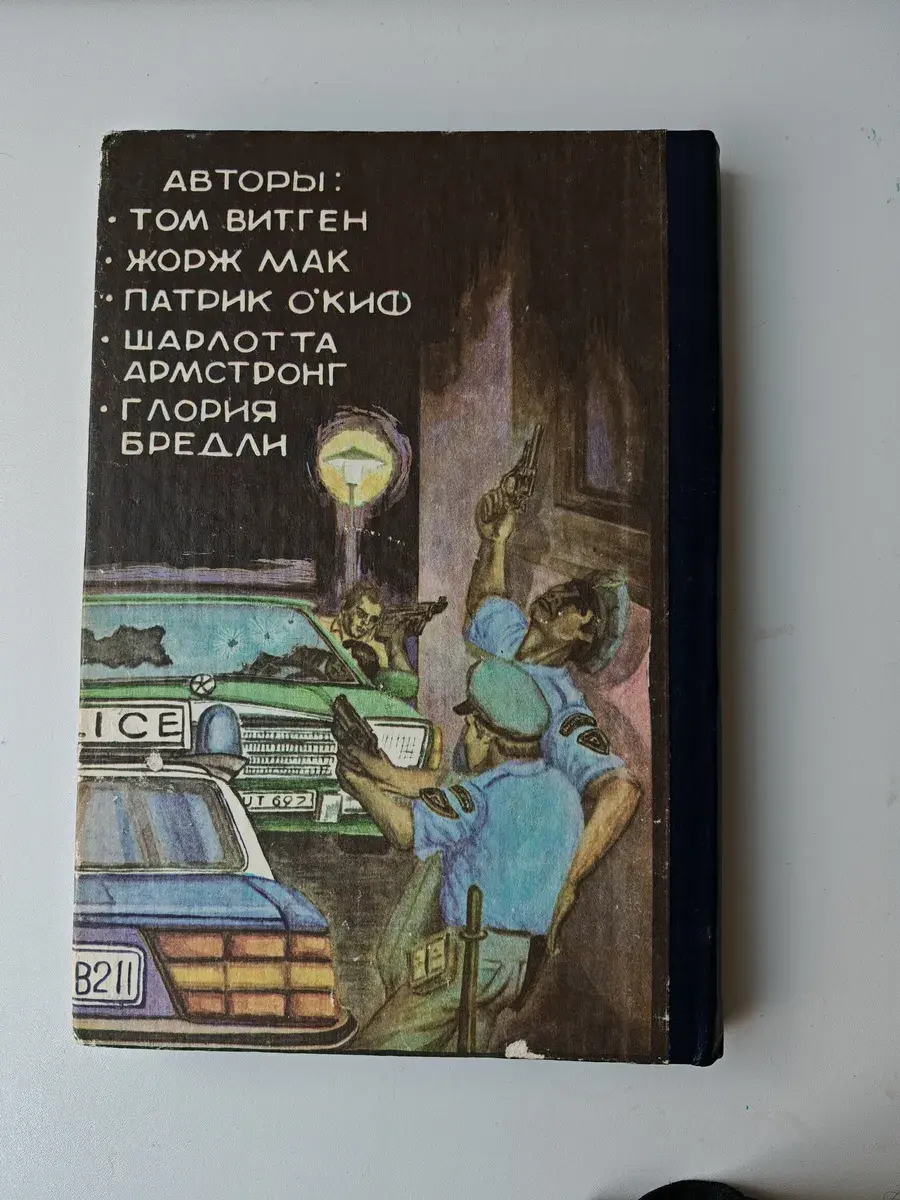 АВТОРЫ:
• ТОМ ВИТГЕН
• ЖОРЖ МАК
• ПАТРИК О'КИФ
• ШАРЛОТТА
АРМСТРОНГ
• ГЛОРИЯ
БРЕДЛИ
LICE
UT 697
B211